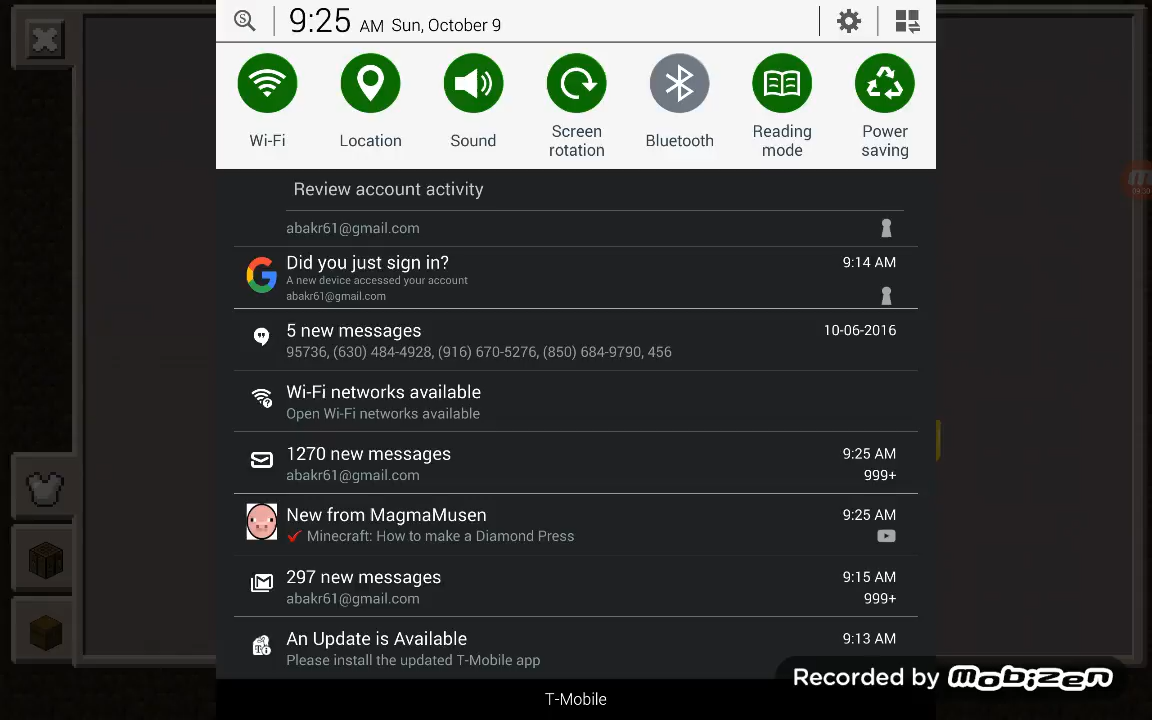 9:25 AM Sun, October 9
Wi-Fi
Location
Sound
Screen rotation
Bluetooth
Reading mode
Power saving
Review account activity
abakr61@gmail.com
Did you just sign in? 9:14 AM
A new device accessed your account
abakr61@gmail.com
5 new messages 10-06-2016
95736, (630) 484-4928, (916) 670-5276, (850) 684-9790, 456
Wi-Fi networks available
Open Wi-Fi networks available
1270 new messages 9:25 AM
abakr61@gmail.com 999+
New from MagmaMusen 9:25 AM
Minecraft: How to make a Diamond Press
297 new messages 9:15 AM
abakr61@gmail.com 999+
An Update is Available 9:13 AM
Please install the updated T-Mobile app
Recorded by mobizen
T-Mobile